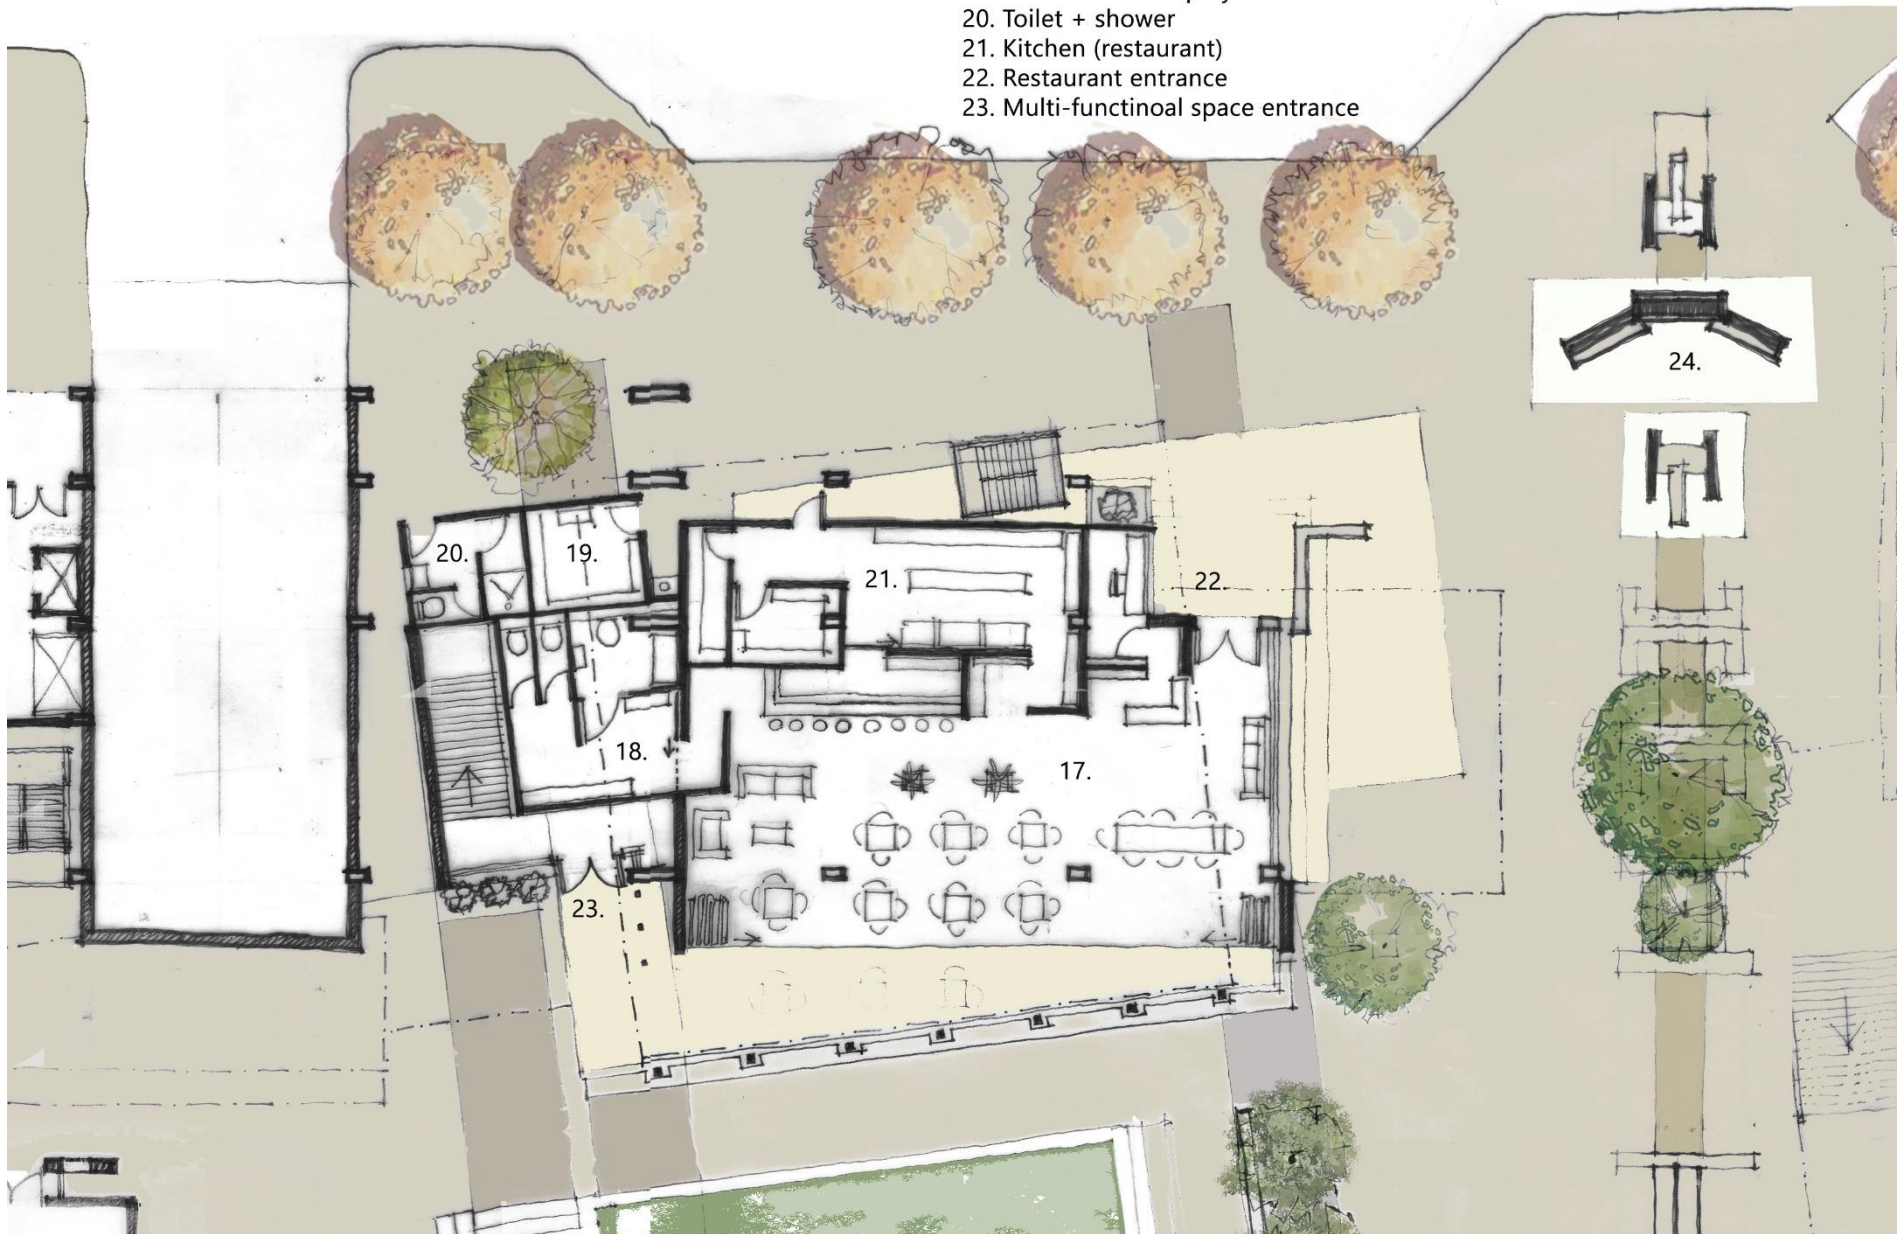 20. Toilet + shower
21. Kitchen (restaurant)
22. Restaurant entrance
23. Multi-functinoal space entrance
24.
20.
19.
21.
22.
18.
17.
23.